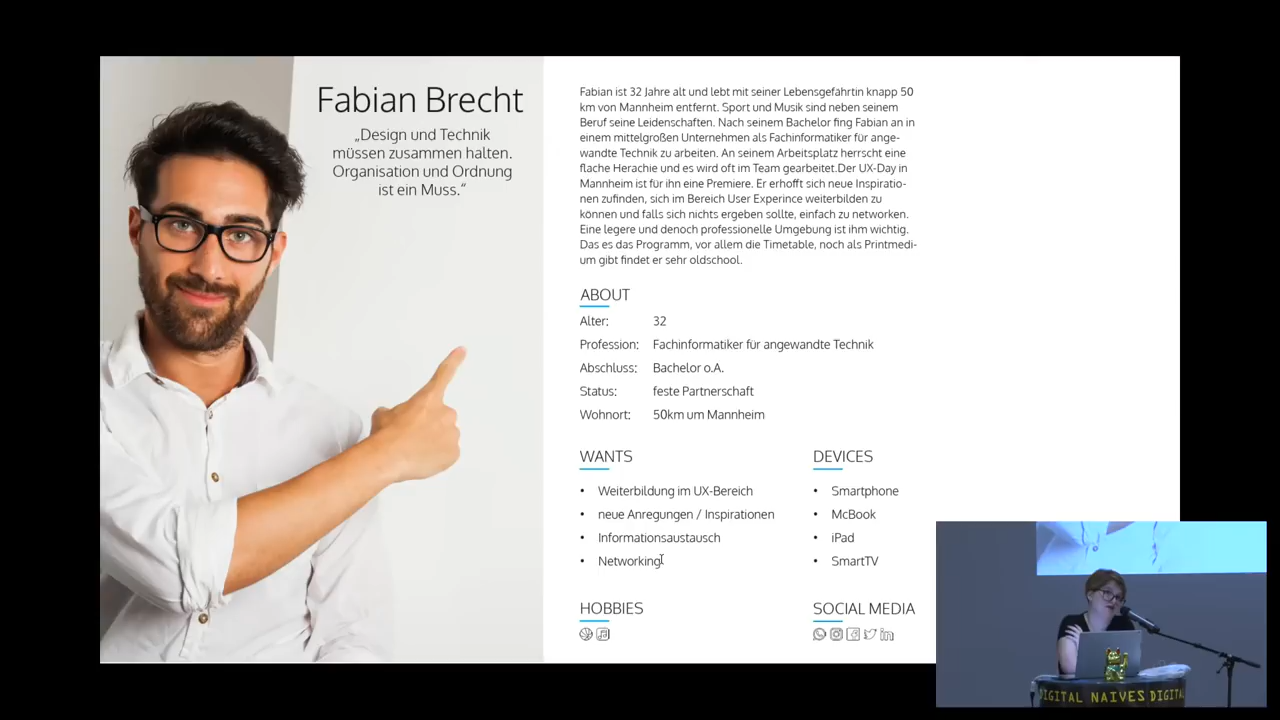 Fabian Brecht
„Design und Technik
müssen zusammen halten.
Organisation und Ordnung
ist ein Muss.“
Fabian ist 32 Jahre alt und lebt mit seiner Lebensgefährtin knapp 50
km von Mannheim entfernt. Sport und Musik sind neben seinem
Beruf seine Leidenschaften. Nach seinem Bachelor fing Fabian an in
einem mittelgroßen Unternehmen als Fachinformatiker für ange-
wandte Technik zu arbeiten. An seinem Arbeitsplatz herrscht eine
flache Herachie und es wird oft im Team gearbeitet.Der UX-Day in
Mannheim ist für ihn eine Premiere. Er erhofft sich neue Inspiratio-
nen zufinden, sich im Bereich User Experince weiterbilden zu
können und falls sich nichts ergeben sollte, einfach zu networken.
Eine legere und denoch professionelle Umgebung ist ihm wichtig.
Das es das Programm, vor allem die Timetable, noch als Printmedi-
um gibt findet er sehr oldschool.
ABOUT
Alter: 32
Profession: Fachinformatiker für angewandte Technik
Abschluss: Bachelor o.A.
Status: feste Partnerschaft
Wohnort: 50km um Mannheim
WANTS
• Weiterbildung im UX-Bereich
• neue Anregungen / Inspirationen
• Informationsaustausch
• Networking
DEVICES
• Smartphone
• McBook
• iPad
• SmartTV
HOBBIES
SOCIAL MEDIA
DIGITAL NAIVES DIGITAL